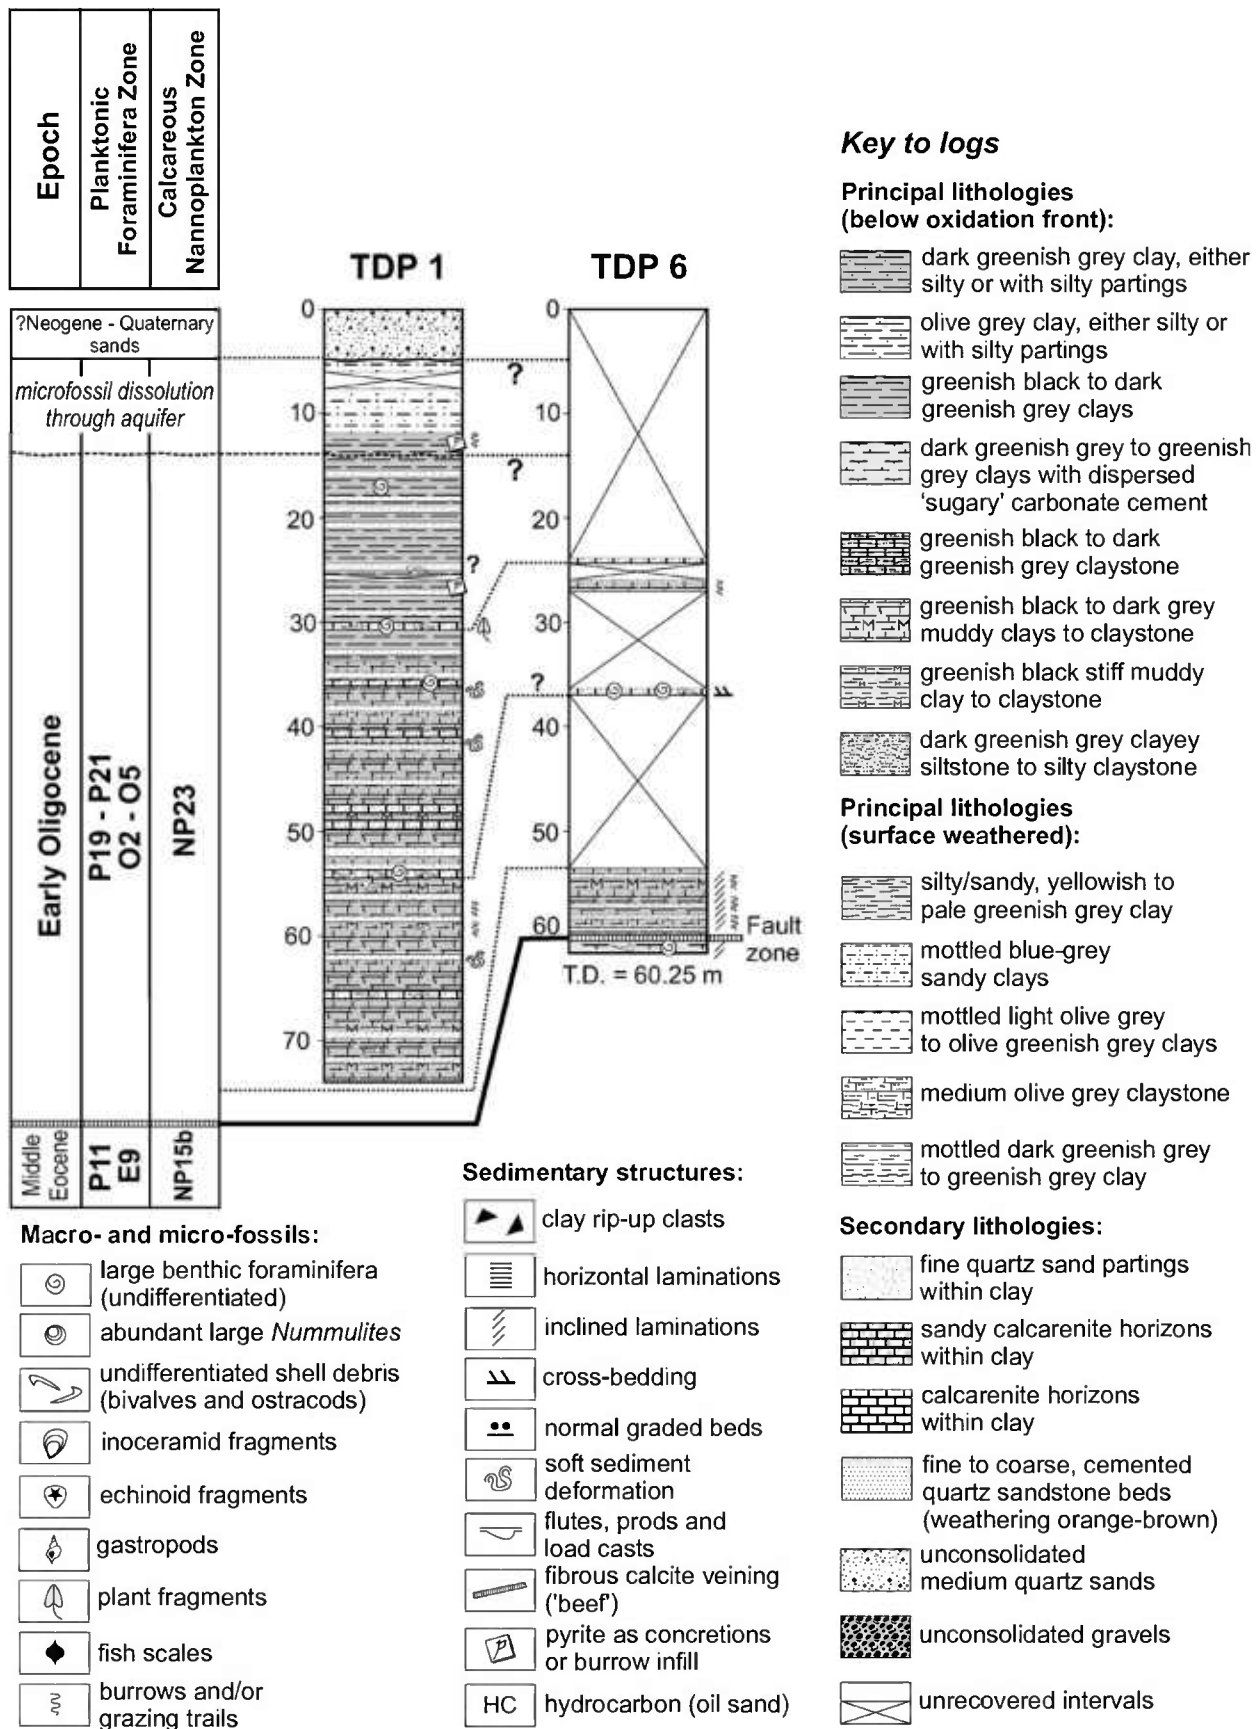 Epoch
Planktonic
Foraminifera Zone
Calcareous
Nannoplankton Zone
?Neogene - Quaternary
sands
microfossil dissolution
through aquifer
Early Oligocene
P19 - P21
O2 - O5
NP23
Middle
Eocene
P11
E9
NP15b
TDP 1
0
10
20
30
40
50
60
70
?
?
?
?
TDP 6
0
10
20
30
40
50
60
Fault
zone
T.D. = 60.25 m
M M
M M
M
M M
Key to logs
Principal lithologies
(below oxidation front):
dark greenish grey clay, either
silty or with silty partings
olive grey clay, either silty or
with silty partings
greenish black to dark
greenish grey clays
dark greenish grey to greenish
grey clays with dispersed
'sugary' carbonate cement
greenish black to dark
greenish grey claystone
greenish black to dark grey
muddy clays to claystone
greenish black stiff muddy
clay to claystone
dark greenish grey clayey
siltstone to silty claystone
Principal lithologies
(surface weathered):
silty/sandy, yellowish to
pale greenish grey clay
mottled blue-grey
sandy clays
mottled light olive grey
to olive greenish grey clays
medium olive grey claystone
mottled dark greenish grey
to greenish grey clay
Secondary lithologies:
fine quartz sand partings
within clay
sandy calcarenite horizons
within clay
calcarenite horizons
within clay
fine to coarse, cemented
quartz sandstone beds
(weathering orange-brown)
unconsolidated
medium quartz sands
unconsolidated gravels
unrecovered intervals
Sedimentary structures:
clay rip-up clasts
horizontal laminations
inclined laminations
cross-bedding
normal graded beds
soft sediment
deformation
flutes, prods and
load casts
fibrous calcite veining
('beef')
pyrite as concretions
or burrow infill
HC hydrocarbon (oil sand)
Macro- and micro-fossils:
large benthic foraminifera
(undifferentiated)
abundant large Nummulites
undifferentiated shell debris
(bivalves and ostracods)
inoceramid fragments
echinoid fragments
gastropods
plant fragments
fish scales
burrows and/or
grazing trails